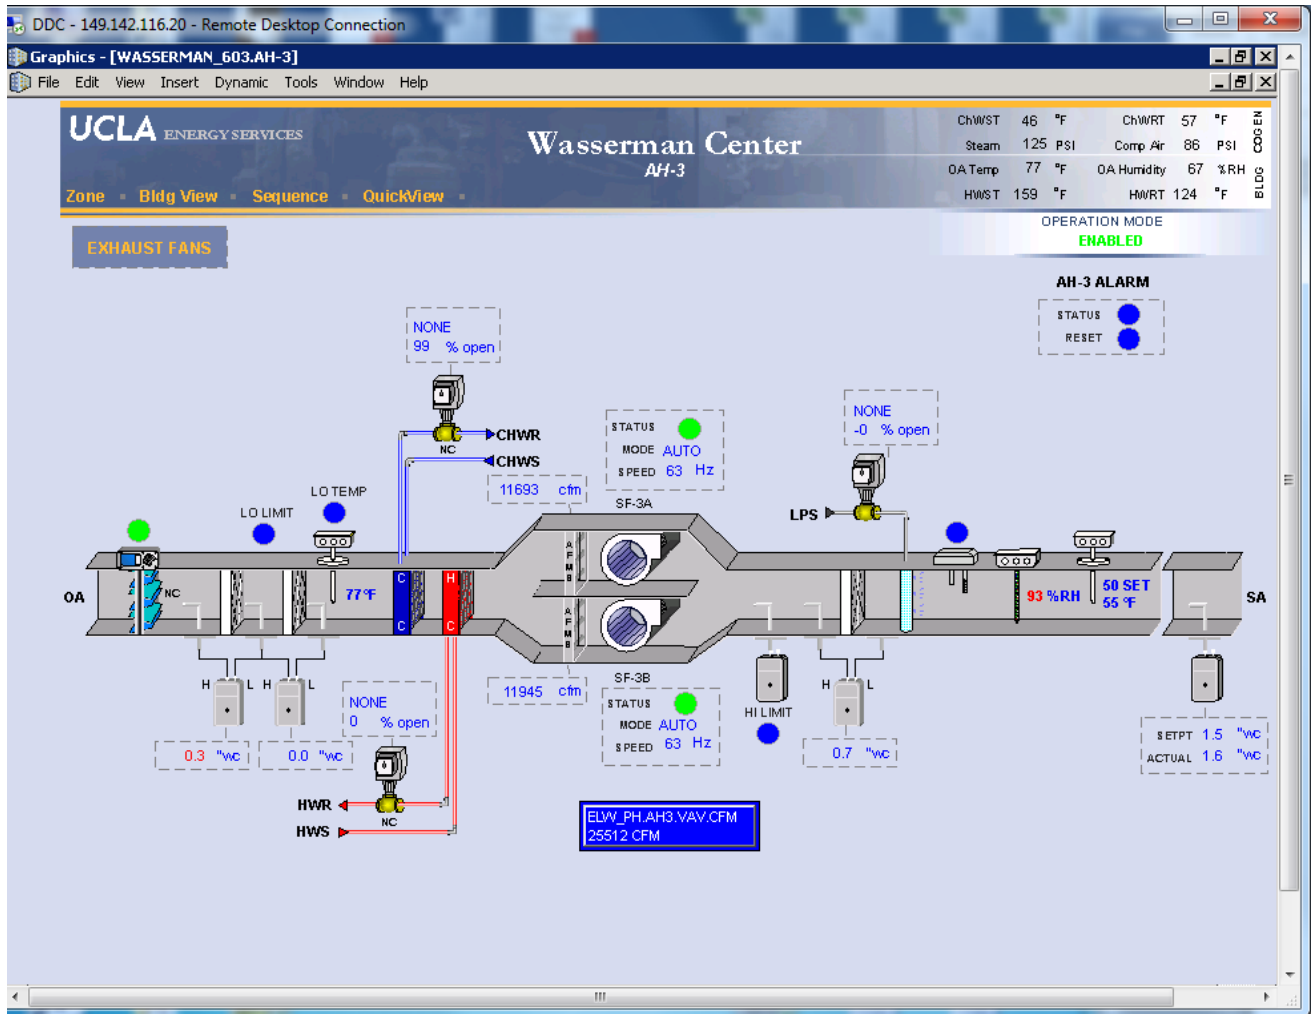 DDC - 149.142.116.20 - Remote Desktop Connection
Graphics - [WASSERMAN_603.AH-3]
File Edit View Insert Dynamic Tools Window Help
UCLA ENERGY SERVICES
Wasserman Center
AH-3
Zone Bldg View Sequence QuickView
ChWST 46 °F ChWRT 57 °F
Steam 125 PSI Comp Air 86 PSI
COGEN
OA Temp 77 °F OA Humidity 67 %RH
HWST 159 °F HWRT 124 °F
BLDG
OPERATION MODE
ENABLED
EXHAUST FANS
AH-3 ALARM
STATUS
RESET
NONE
99 % open
NC
CHWR
CHWS
STATUS
MODE AUTO
SPEED 63 Hz
SF-3A
11693 cfm
NONE
-0 % open
LPS
LO TEMP
LO LIMIT
OA
NC
77°F
C
C
H
C
AFMS
AFMS
93 %RH
50 SET
55 °F
SA
H L H L
0.3 "wc
0.0 "wc
NONE
0 % open
NC
HWR
HWS
11945 cfm
SF-3B
STATUS
MODE AUTO
SPEED 63 Hz
HI LIMIT
H L
0.7 "wc
SETPT 1.5 "wc
ACTUAL 1.6 "wc
ELW_PH.AH3.VAV.CFM
25512 CFM